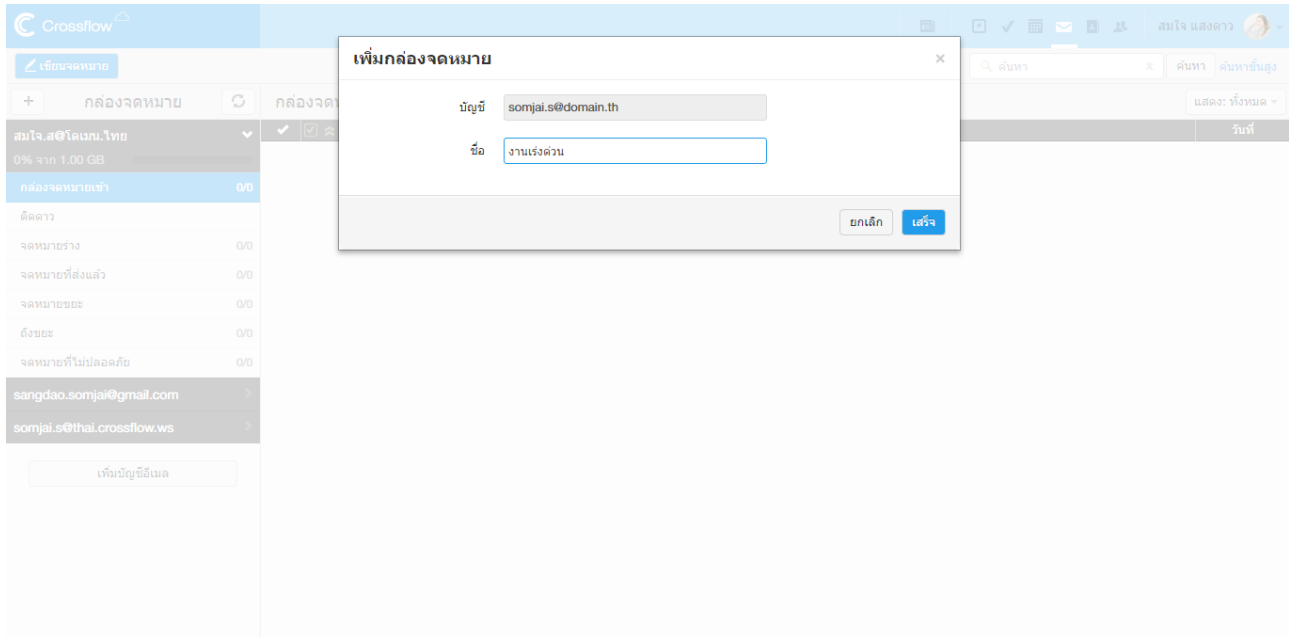 Crossflow
สมใจ แสงดาว
เพิ่มกล่องจดหมาย
×
บัญชี
somjai.s@domain.th
ชื่อ
งานเร่งด่วน
ยกเลิก
เสร็จ
เขียนจดหมาย
ค้นหา
ค้นหา
ค้นหาขั้นสูง
+
กล่องจดหมาย
กล่องจด
แสดง: ทั้งหมด
สมใจ.ส@โดเมน.ไทย
วันที่
0% จาก 1.00 GB
กล่องจดหมายเข้า 0/0
ติดดาว
จดหมายร่าง 0/0
จดหมายที่ส่งแล้ว 0/0
จดหมายขยะ 0/0
ถังขยะ 0/0
จดหมายที่ไม่ปลอดภัย 0/0
sangdao.somjai@gmail.com
somjai.s@thai.crossflow.ws
เพิ่มบัญชีอีเมล